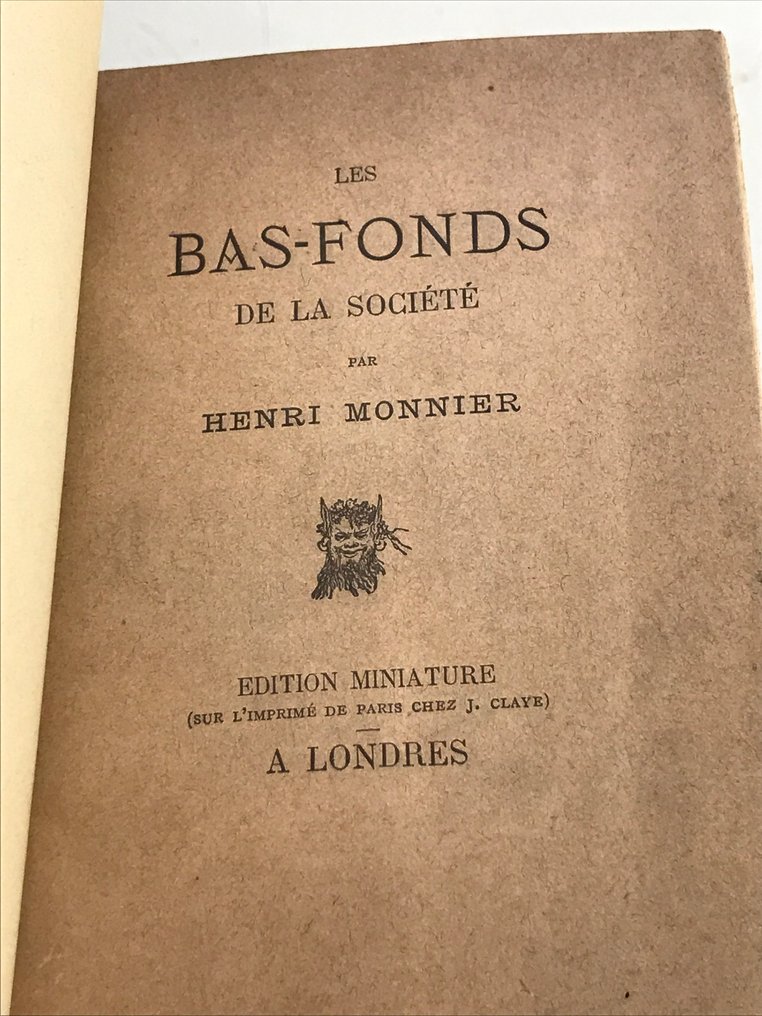 LES
BAS-FONDS
DE LA SOCIÉTÉ
PAR
HENRI MONNIER
EDITION MINIATURE
(SUR L'IMPRIMÉ DE PARIS CHEZ J. CLAYE)
A LONDRES